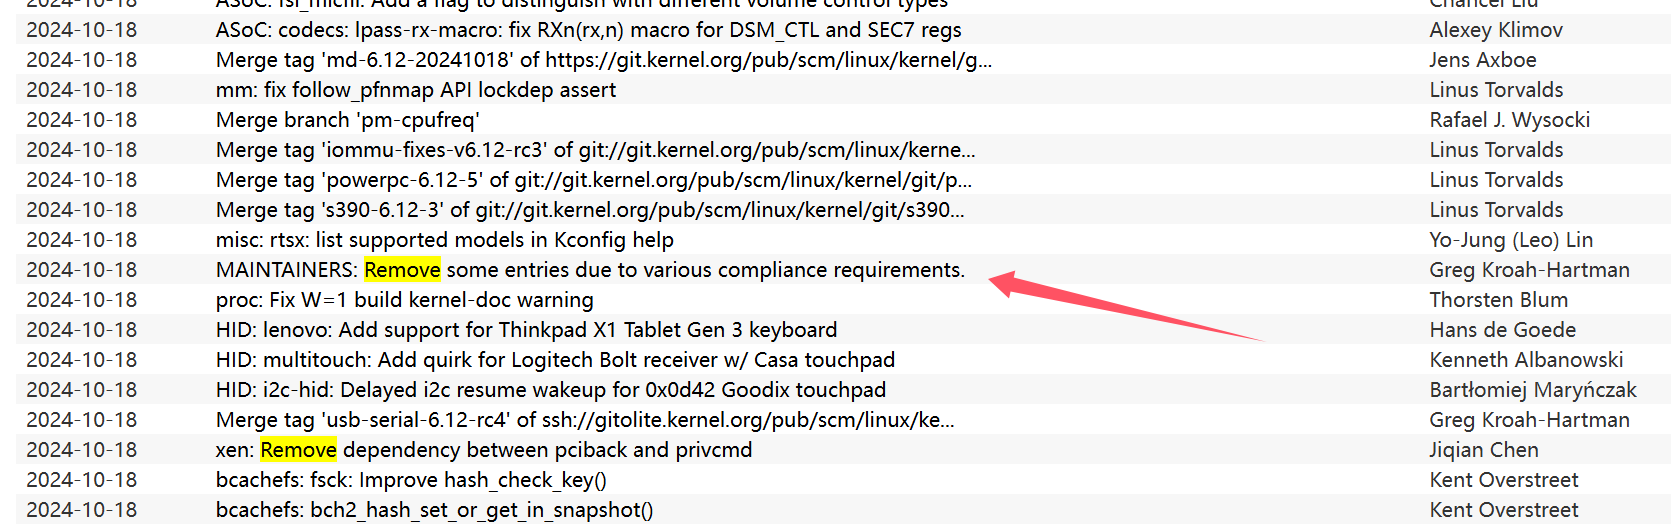 2024-10-18 ASoC: fsl_micfil: Add a flag to distinguish with different volume control types Chancel Liu
2024-10-18 ASoC: codecs: lpass-rx-macro: fix RXn(rx,n) macro for DSM_CTL and SEC7 regs Alexey Klimov
2024-10-18 Merge tag 'md-6.12-20241018' of https://git.kernel.org/pub/scm/linux/kernel/g... Jens Axboe
2024-10-18 mm: fix follow_pfnmap API lockdep assert Linus Torvalds
2024-10-18 Merge branch 'pm-cpufreq' Rafael J. Wysocki
2024-10-18 Merge tag 'iommu-fixes-v6.12-rc3' of git://git.kernel.org/pub/scm/linux/kerne... Linus Torvalds
2024-10-18 Merge tag 'powerpc-6.12-5' of git://git.kernel.org/pub/scm/linux/kernel/git/p... Linus Torvalds
2024-10-18 Merge tag 's390-6.12-3' of git://git.kernel.org/pub/scm/linux/kernel/git/s390... Linus Torvalds
2024-10-18 misc: rtsx: list supported models in Kconfig help Yo-Jung (Leo) Lin
2024-10-18 MAINTAINERS: Remove some entries due to various compliance requirements. Greg Kroah-Hartman
2024-10-18 proc: Fix W=1 build kernel-doc warning Thorsten Blum
2024-10-18 HID: lenovo: Add support for Thinkpad X1 Tablet Gen 3 keyboard Hans de Goede
2024-10-18 HID: multitouch: Add quirk for Logitech Bolt receiver w/ Casa touchpad Kenneth Albanowski
2024-10-18 HID: i2c-hid: Delayed i2c resume wakeup for 0x0d42 Goodix touchpad Bartłomiej Maryńczak
2024-10-18 Merge tag 'usb-serial-6.12-rc4' of ssh://gitolite.kernel.org/pub/scm/linux/ke... Greg Kroah-Hartman
2024-10-18 xen: Remove dependency between pciback and privcmd Jiqian Chen
2024-10-18 bcachefs: fsck: Improve hash_check_key() Kent Overstreet
2024-10-18 bcachefs: bch2_hash_set_or_get_in_snapshot() Kent Overstreet